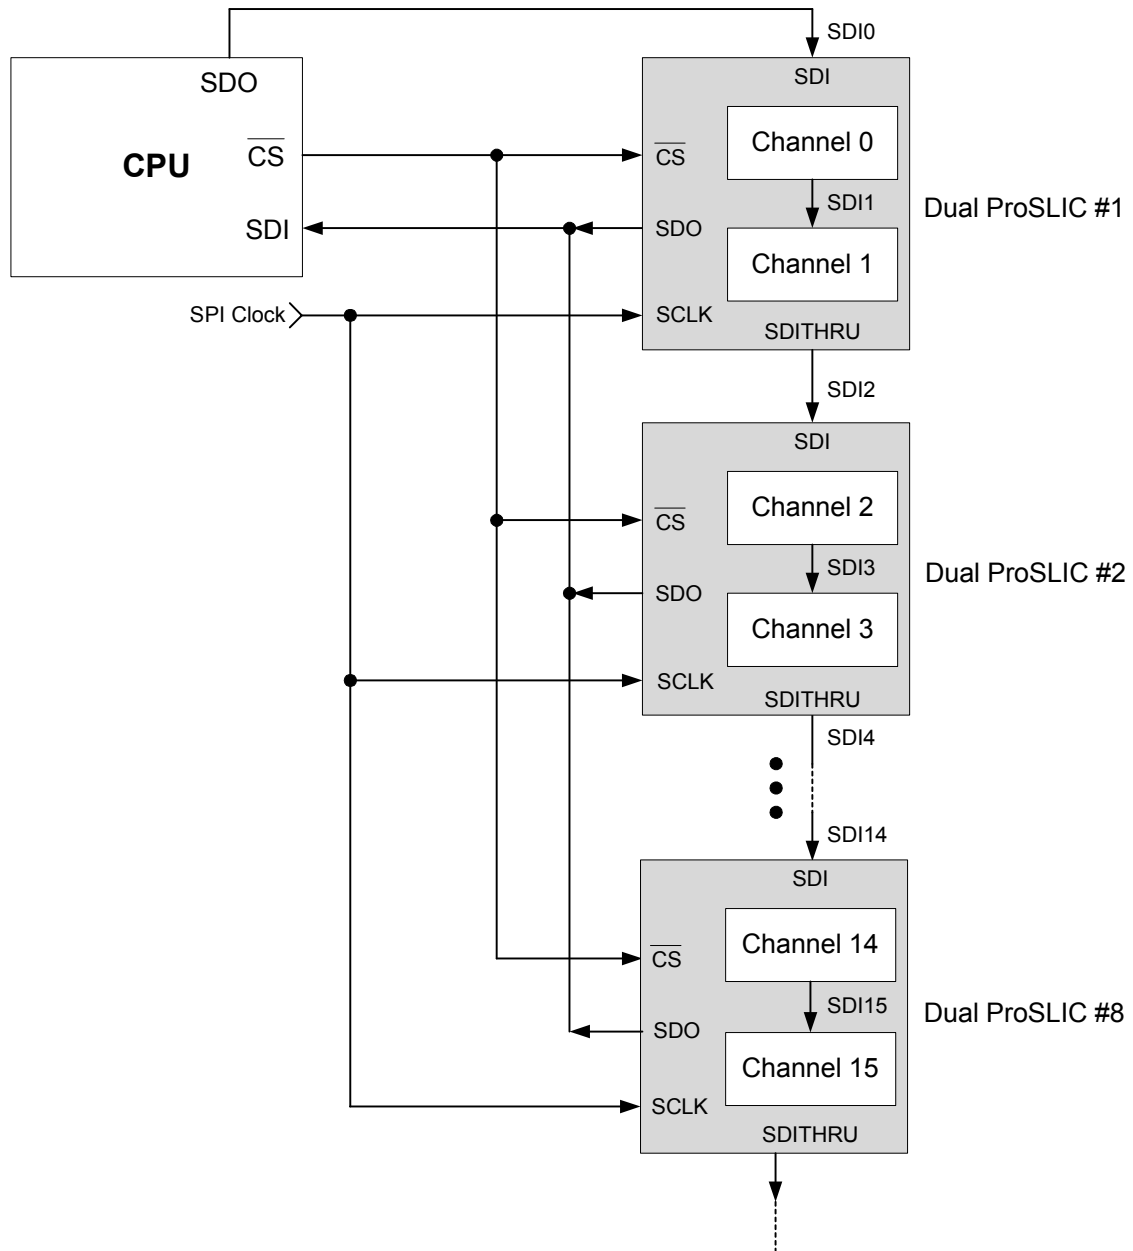 SDI0
SDO
SDI
CPU
CS
Channel 0
CS
SDI1
Dual ProSLIC #1
SDI
SDO
Channel 1
SPI Clock
SCLK
SDITHRU
SDI2
SDI
Channel 2
CS
SDI3
Dual ProSLIC #2
SDO
Channel 3
SCLK
SDITHRU
SDI4
SDI14
SDI
Channel 14
CS
SDI15
Dual ProSLIC #8
SDO
Channel 15
SCLK
SDITHRU